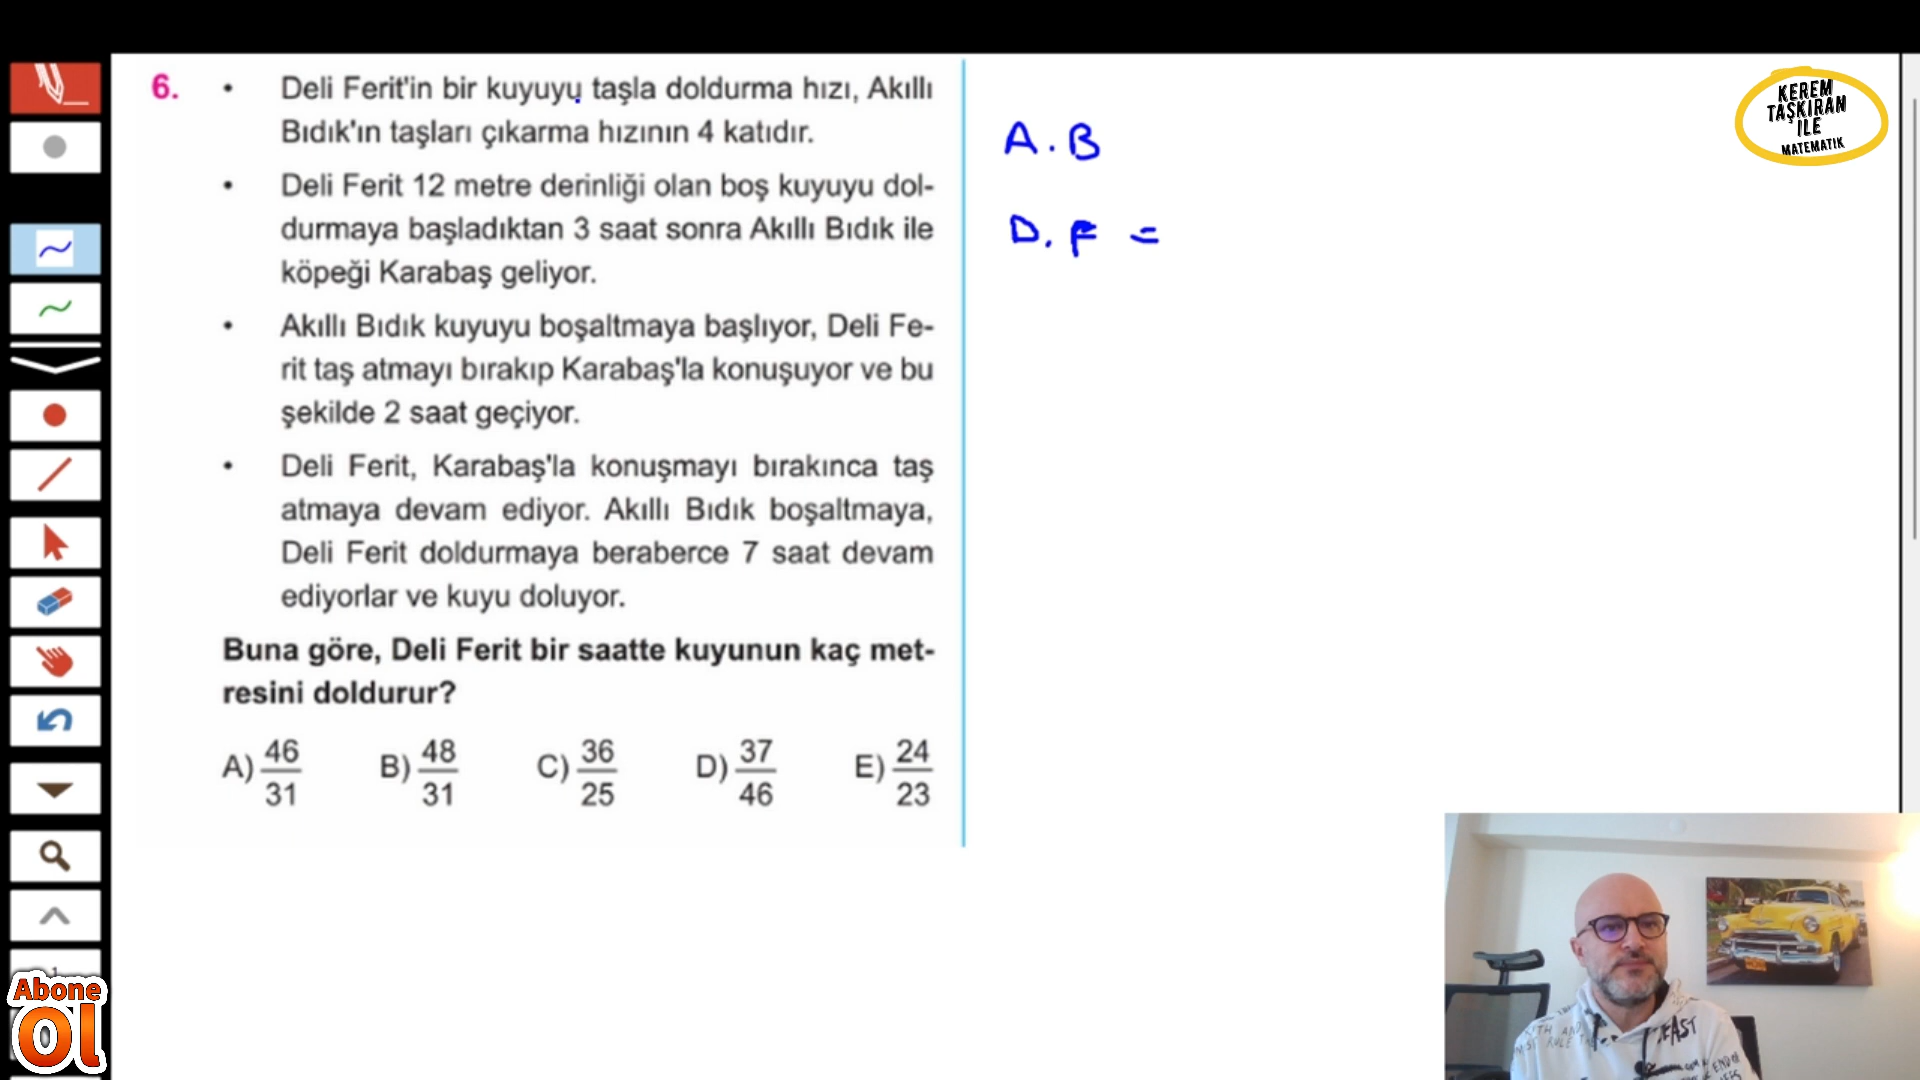 6. • Deli Ferit'in bir kuyuyu taşla doldurma hızı, Akıllı
Bıdık'ın taşları çıkarma hızının 4 katıdır.
• Deli Ferit 12 metre derinliği olan boş kuyuyu dol-
durmaya başladıktan 3 saat sonra Akıllı Bıdık ile
köpeği Karabaş geliyor.
• Akıllı Bıdık kuyuyu boşaltmaya başlıyor, Deli Fe-
rit taş atmayı bırakıp Karabaş'la konuşuyor ve bu
şekilde 2 saat geçiyor.
• Deli Ferit, Karabaş'la konuşmayı bırakınca taş
atmaya devam ediyor. Akıllı Bıdık boşaltmaya,
Deli Ferit doldurmaya beraberce 7 saat devam
ediyorlar ve kuyu doluyor.
Buna göre, Deli Ferit bir saatte kuyunun kaç met-
resini doldurur?
A) 46/31 B) 48/31 C) 36/25 D) 37/46 E) 24/23
A. B
D. F =
KEREM
TAŞKIRAN
İLE
MATEMATİK
Abone
Ol